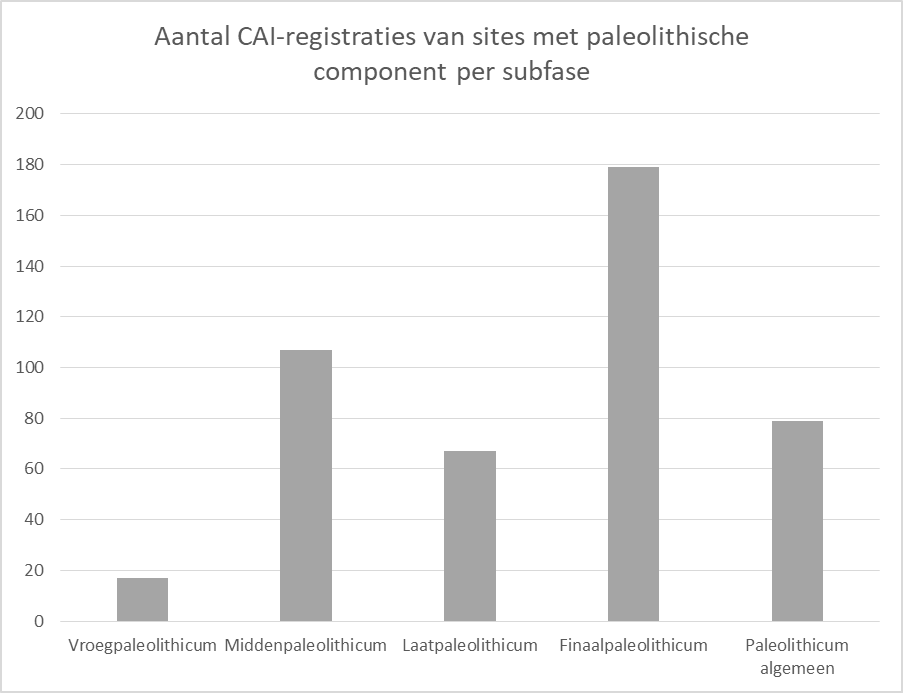 Aantal CAI-registraties van sites met paleolithische
component per subfase
200
180
160
140
120
100
80
60
40
20
0
Vroegpaleolithicum Middenpaleolithicum Laatpaleolithicum Finaalpaleolithicum Paleolithicum
algemeen